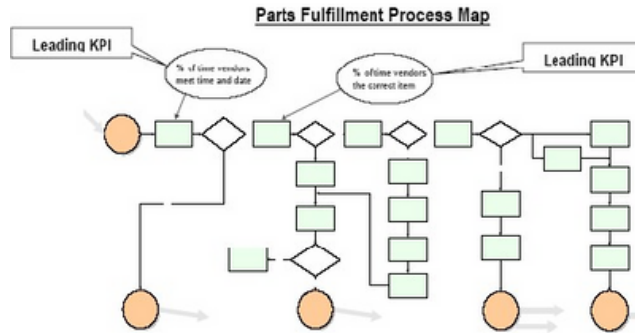 Parts Fulfillment Process Map
Leading KPI
% of time vendors
meet time and date
% of time vendors
the correct item
Leading KPI